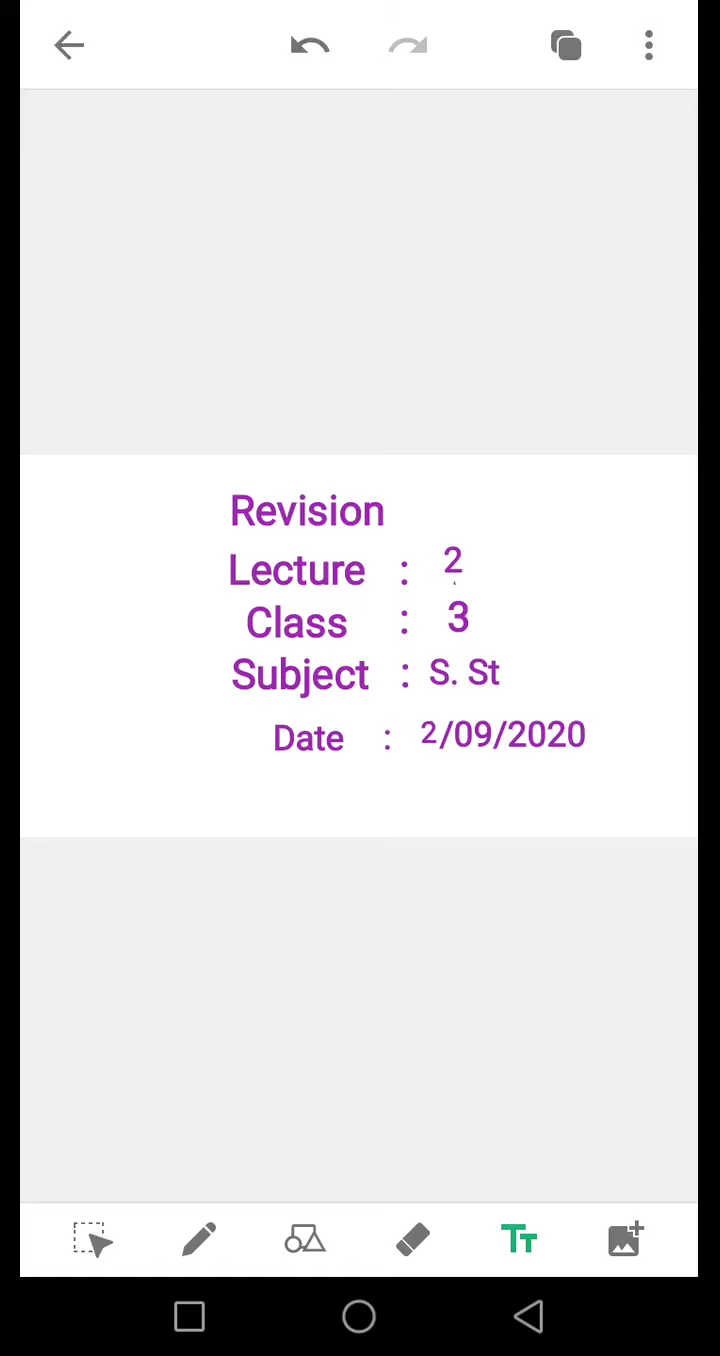 Revision
Lecture : 2
Class : 3
Subject : S. St
Date : 2/09/2020